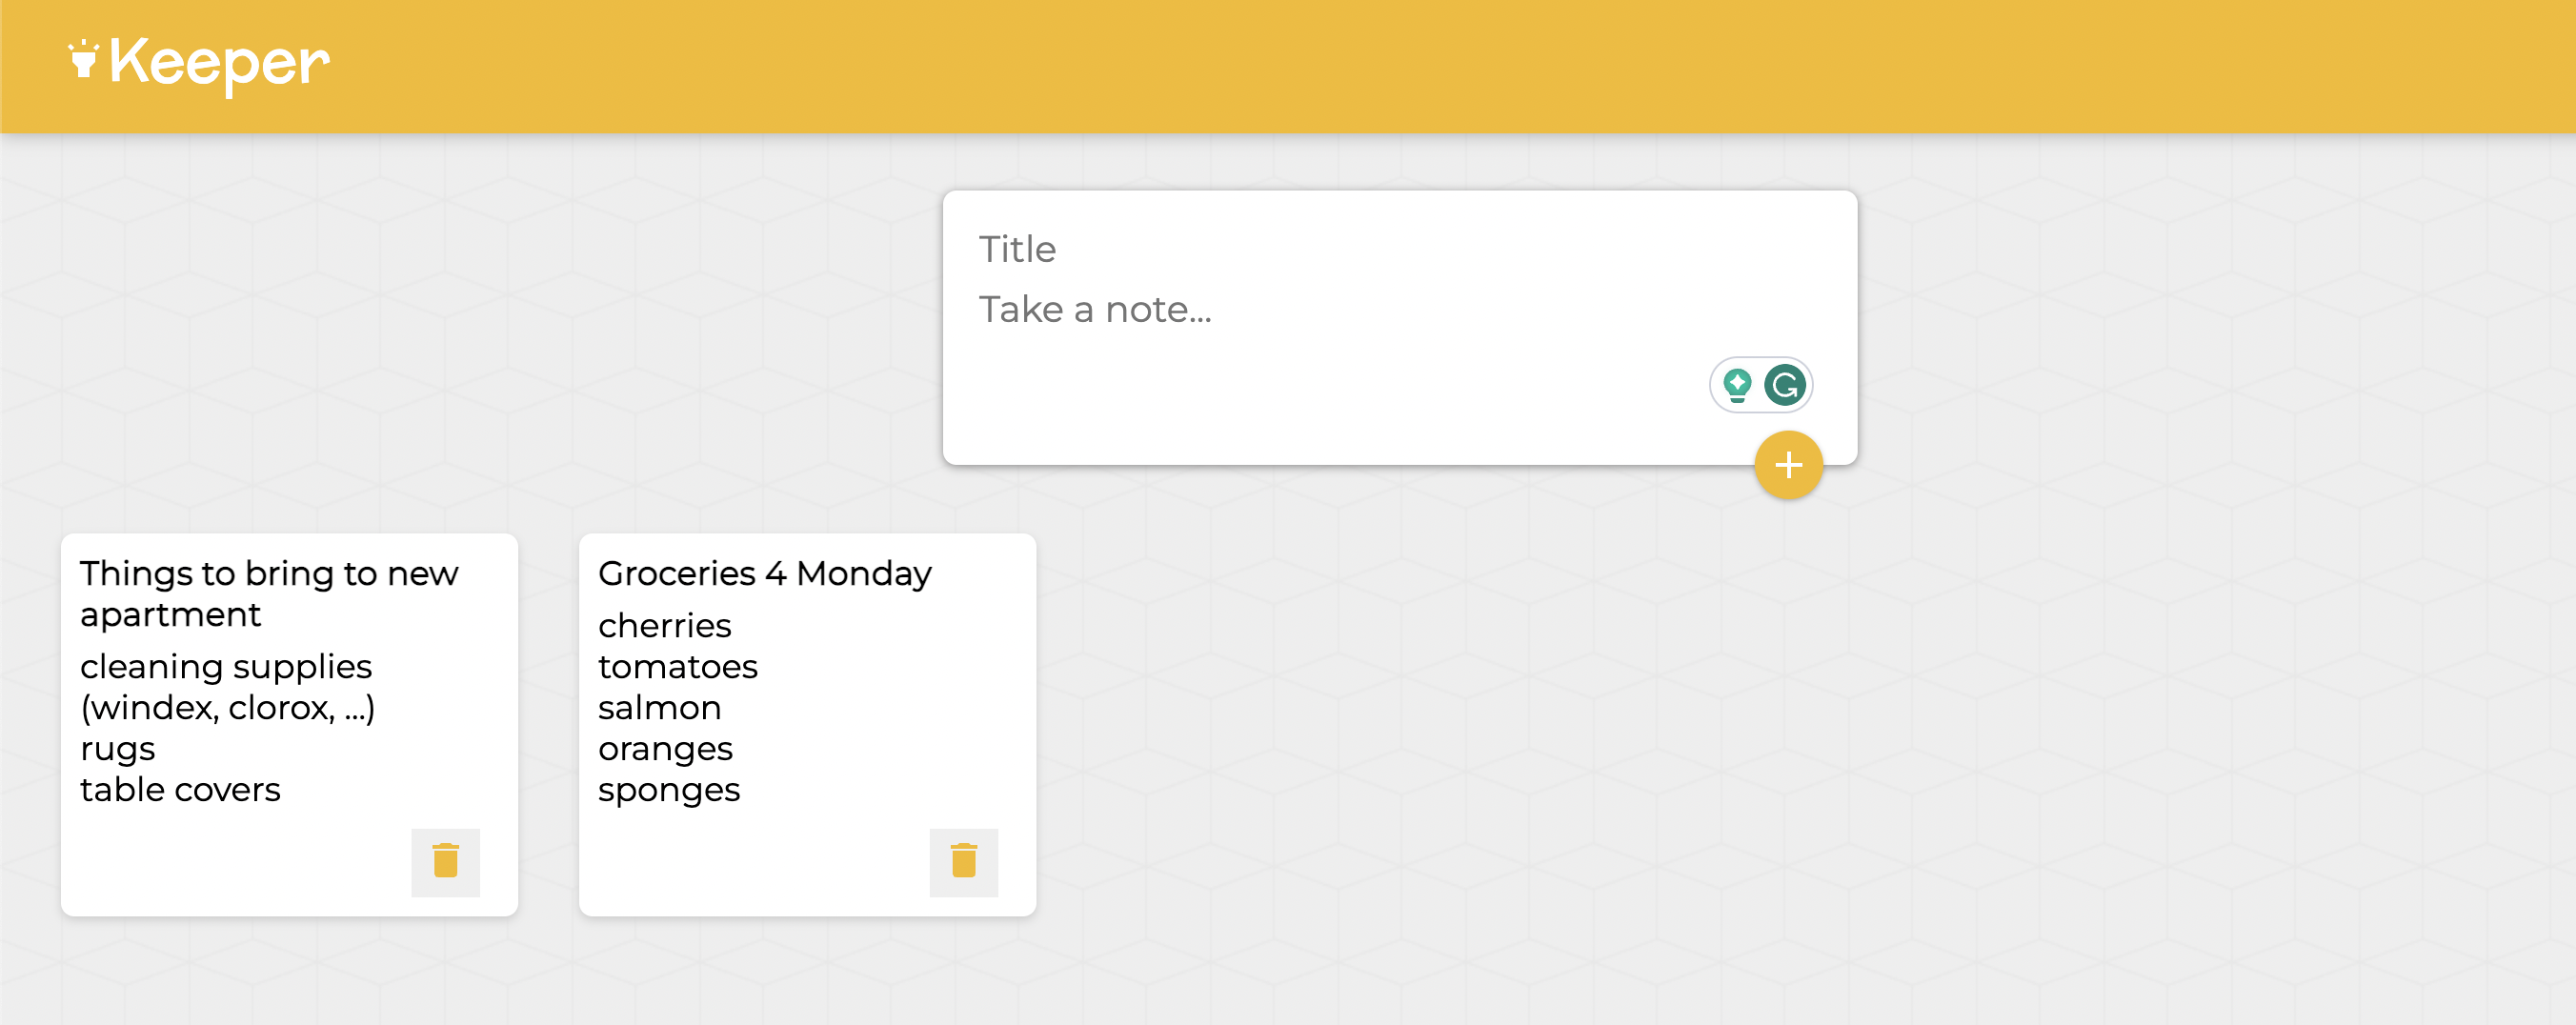 Keeper
Title
Take a note...
Things to bring to new
apartment
cleaning supplies
(windex, clorox, ...)
rugs
table covers
Groceries 4 Monday
cherries
tomatoes
salmon
oranges
sponges